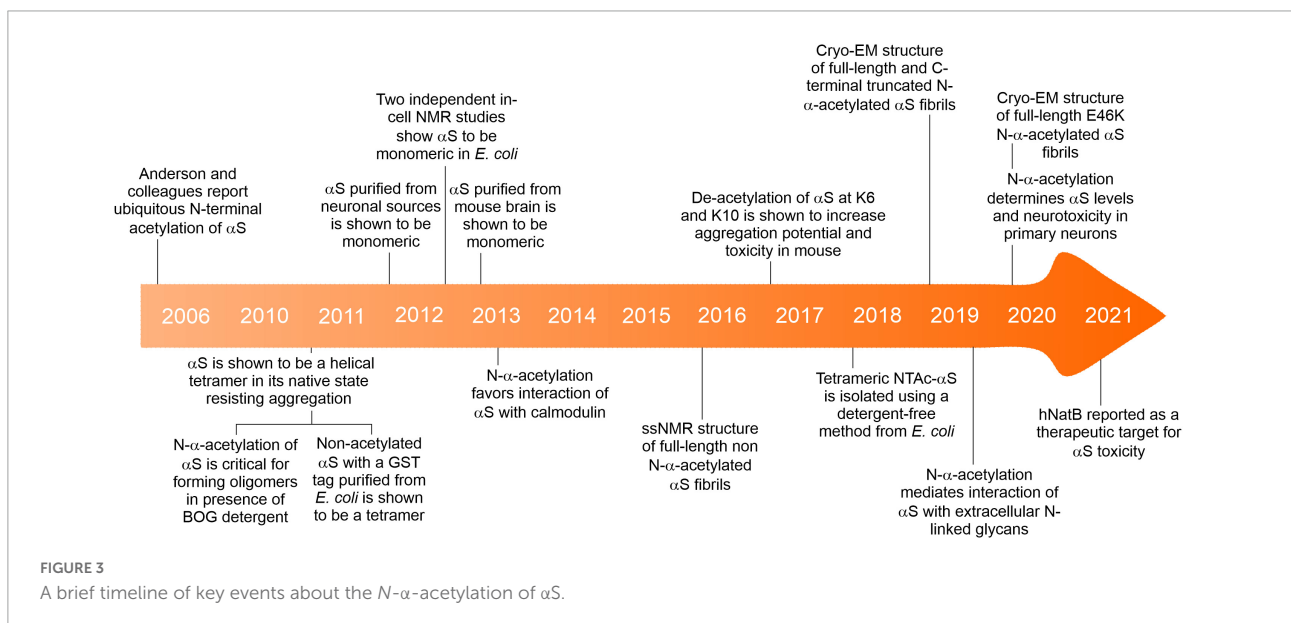 Cryo-EM structure
of full-length and C-
terminal truncated N-
α-acetylated αS fibrils
Cryo-EM structure
of full-length E46K
N-α-acetylated αS
fibrils
Two independent in-
cell NMR studies
show αS to be
monomeric in E. coli
Anderson and
colleagues report
ubiquitous N-terminal
acetylation of αS
αS purified from
neuronal sources
is shown to be
monomeric
αS purified from
mouse brain is
shown to be
monomeric
De-acetylation of αS at K6
and K10 is shown to increase
aggregation potential and
toxicity in mouse
N-α-acetylation
determines αS levels
and neurotoxicity in
primary neurons
2006 2010 2011 2012 2013 2014 2015 2016 2017 2018 2019 2020 2021
αS is shown to be a helical
tetramer in its native state
resisting aggregation
N-α-acetylation of
αS is critical for
forming oligomers
in presence of
BOG detergent
Non-acetylated
αS with a GST
tag purified from
E. coli is shown
to be a tetramer
N-α-acetylation
favors interaction of
αS with calmodulin
ssNMR structure
of full-length non
N-α-acetylated
αS fibrils
Tetrameric NTAc-αS
is isolated using a
detergent-free
method from E. coli
N-α-acetylation
mediates interaction of
αS with extracellular N-
linked glycans
hNatB reported as a
therapeutic target for
αS toxicity
FIGURE 3
A brief timeline of key events about the N-α-acetylation of αS.